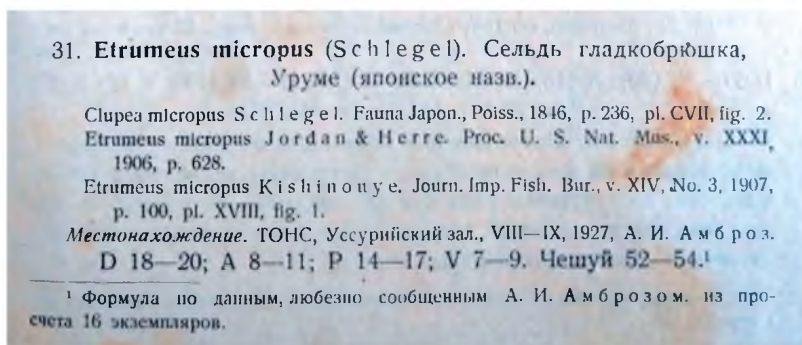 31. Etrumeus micropus (Schlegel). Сельдь гладкобрюшка,
Уруме (японское назв.).
Clupea micropus Schlegel. Fauna Japon., Poiss., 1846, p. 236, pl. CVII, fig. 2.
Etrumeus micropus Jordan & Herre. Proc. U. S. Nat. Mus., v. XXXI,
1906, p. 628.
Etrumeus micropus Kishinouye. Journ. Imp. Fish. Bur., v. XIV, No. 3, 1907,
p. 100, pl. XVIII, fig. 1.
Местонахождение. ТОНС, Уссурийский зал., VIII—IX, 1927, А. И. Амброз.
D 18—20; A 8—11; P 14—17; V 7—9. Чешуй 52—54.¹
¹ Формула по данным, любезно сообщенным А. И. Амброзом. из про-
счета 16 экземпляров.